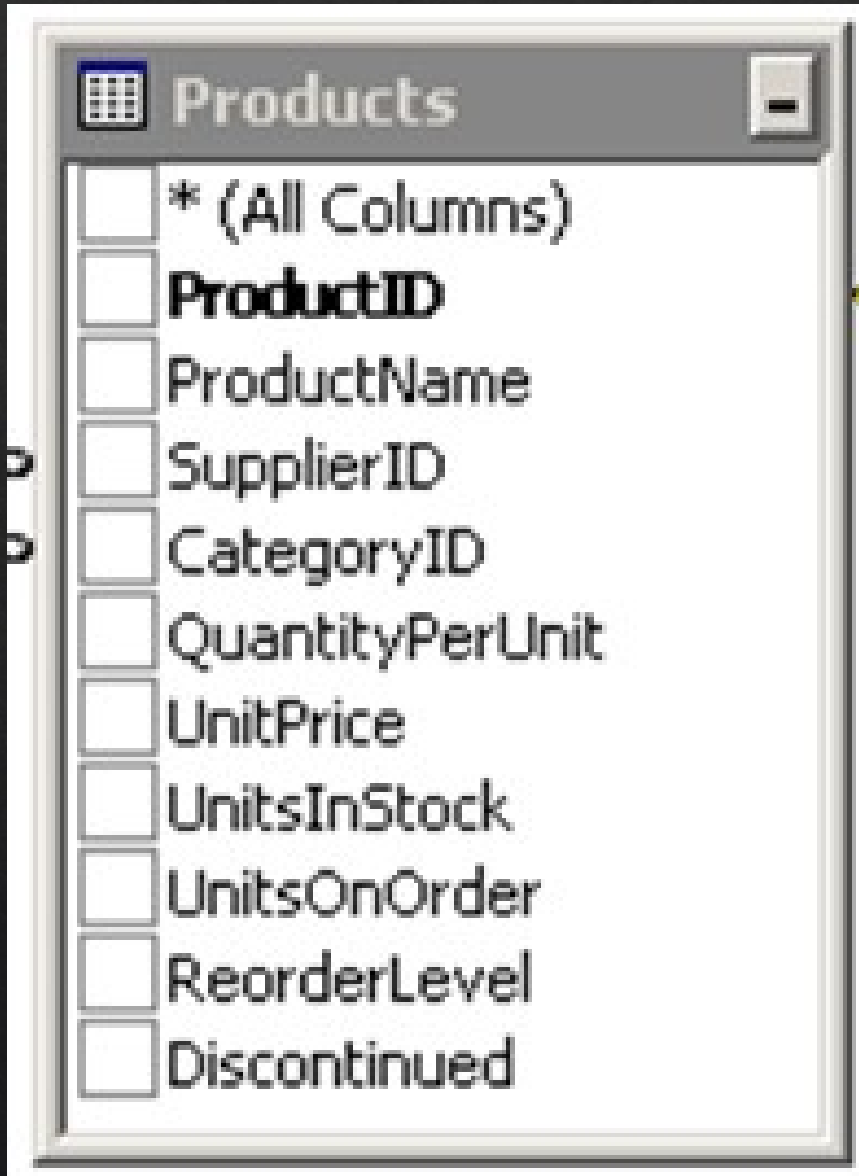 Products
* (All Columns)
ProductID
ProductName
SupplierID
CategoryID
QuantityPerUnit
UnitPrice
UnitsInStock
UnitsOnOrder
ReorderLevel
Discontinued